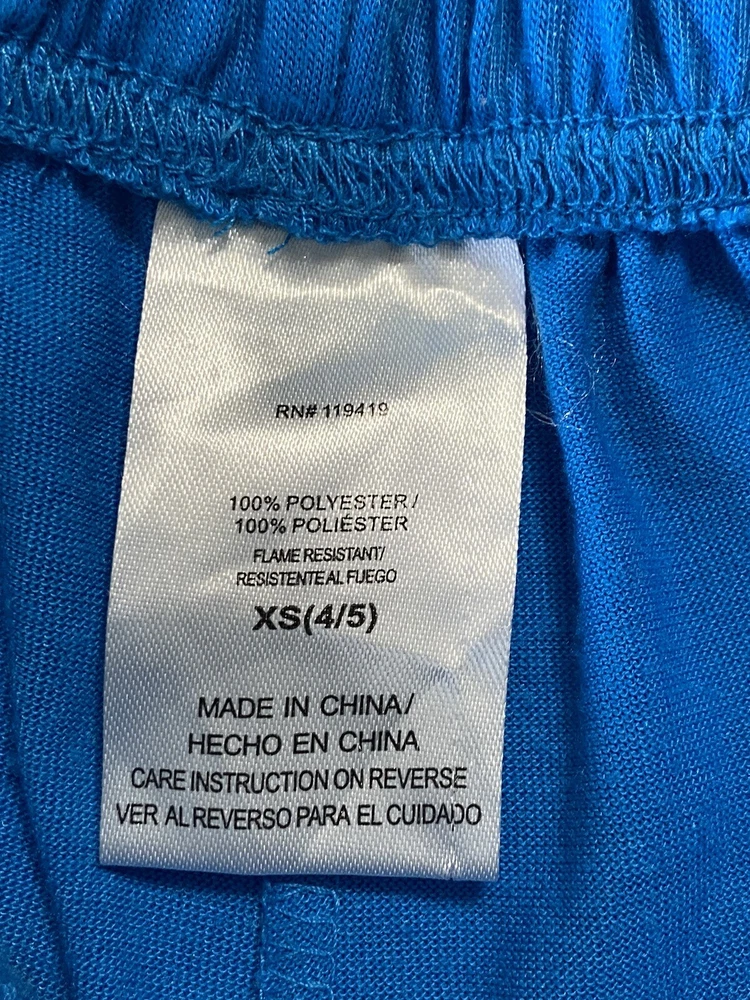 RN# 119419
100% POLYESTER/
100% POLIÉSTER
FLAME RESISTANT/
RESISTENTE AL FUEGO
XS(4/5)
MADE IN CHINA/
HECHO EN CHINA
CARE INSTRUCTION ON REVERSE
VER AL REVERSO PARA EL CUIDADO